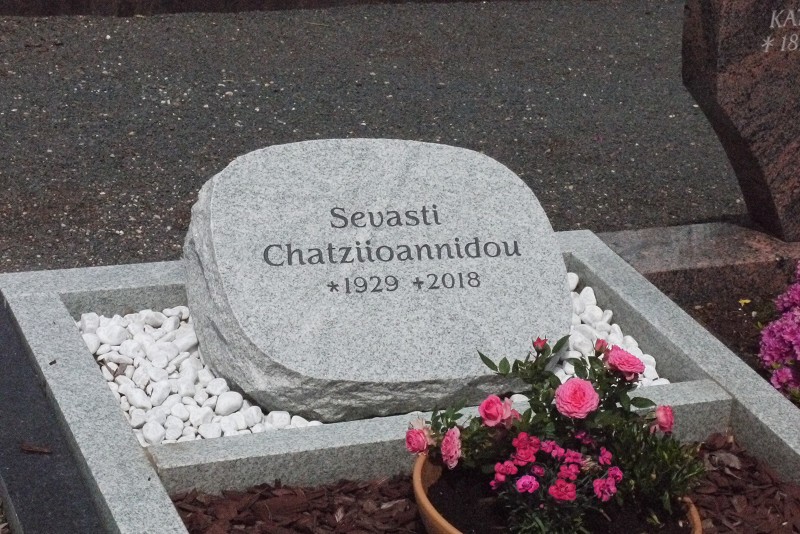 Sevasti
Chatziioannidou
*1929 +2018